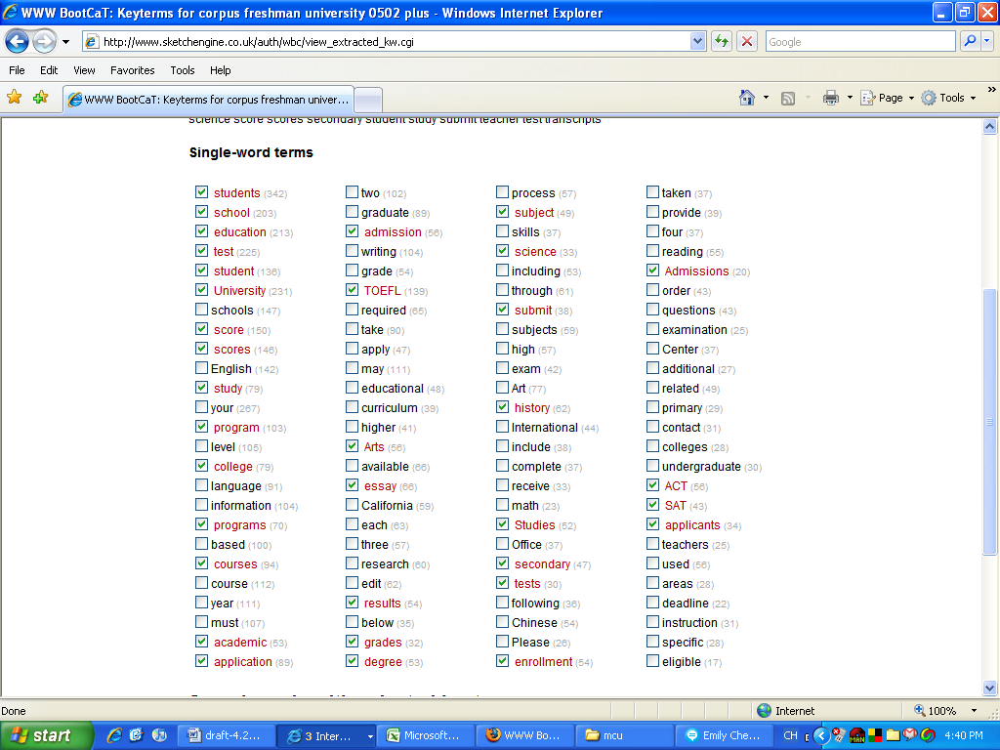 WWW BootCaT: Keyterms for corpus freshman university 0502 plus - Windows Internet Explorer
http://www.sketchengine.co.uk/auth/wbc/view_extracted_kw.cgi
Google
File Edit View Favorites Tools Help
WWW BootCaT: Keyterms for corpus freshman univer...
Page Tools
science score scores secondary student study submit teacher test transcripts
Single-word terms
students (342) two (102) process (57) taken (37)
school (203) graduate (89) subject (49) provide (39)
education (213) admission (56) skills (37) four (37)
test (225) writing (104) science (33) reading (55)
student (136) grade (54) including (53) Admissions (20)
University (231) TOEFL (139) through (61) order (43)
schools (147) required (65) submit (38) questions (43)
score (150) take (90) subjects (59) examination (25)
scores (146) apply (47) high (57) Center (37)
English (142) may (111) exam (42) additional (27)
study (79) educational (48) Art (77) related (49)
your (267) curriculum (39) history (62) primary (29)
program (103) higher (41) International (44) contact (31)
level (105) Arts (56) include (38) colleges (28)
college (79) available (66) complete (37) undergraduate (30)
language (91) essay (66) receive (33) ACT (56)
information (104) California (59) math (23) SAT (43)
programs (70) each (63) Studies (52) applicants (34)
based (100) three (57) Office (37) teachers (25)
courses (94) research (60) secondary (47) used (56)
course (112) edit (62) tests (30) areas (28)
year (111) results (54) following (36) deadline (22)
must (107) below (35) Chinese (54) instruction (31)
academic (53) grades (32) Please (26) specific (28)
application (89) degree (53) enrollment (54) eligible (17)
Done Internet 100%
start draft-4.2... 3 Inter... Microsoft... WWW Bo... mcu Emily Che... CH 4:40 PM